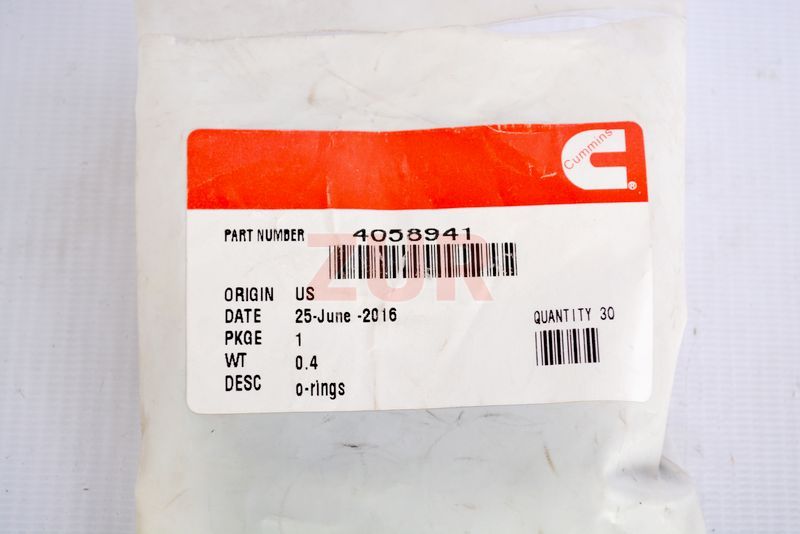 Cummins
®
PART NUMBER 4058941
ZUR
ORIGIN US
DATE 25-June -2016
QUANTITY 30
PKGE 1
WT 0.4
DESC o-rings